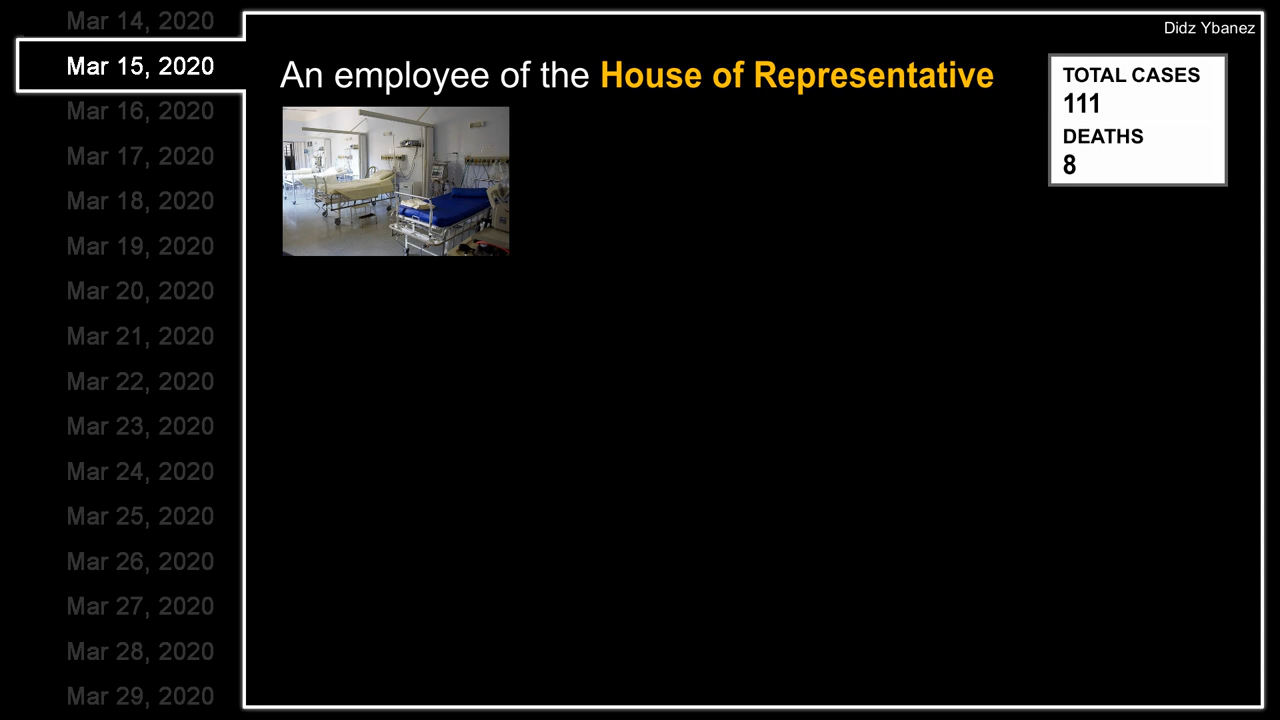 Mar 14, 2020
Mar 15, 2020
Mar 16, 2020
Mar 17, 2020
Mar 18, 2020
Mar 19, 2020
Mar 20, 2020
Mar 21, 2020
Mar 22, 2020
Mar 23, 2020
Mar 24, 2020
Mar 25, 2020
Mar 26, 2020
Mar 27, 2020
Mar 28, 2020
Mar 29, 2020
Didz Ybanez
An employee of the House of Representative
TOTAL CASES
111
DEATHS
8